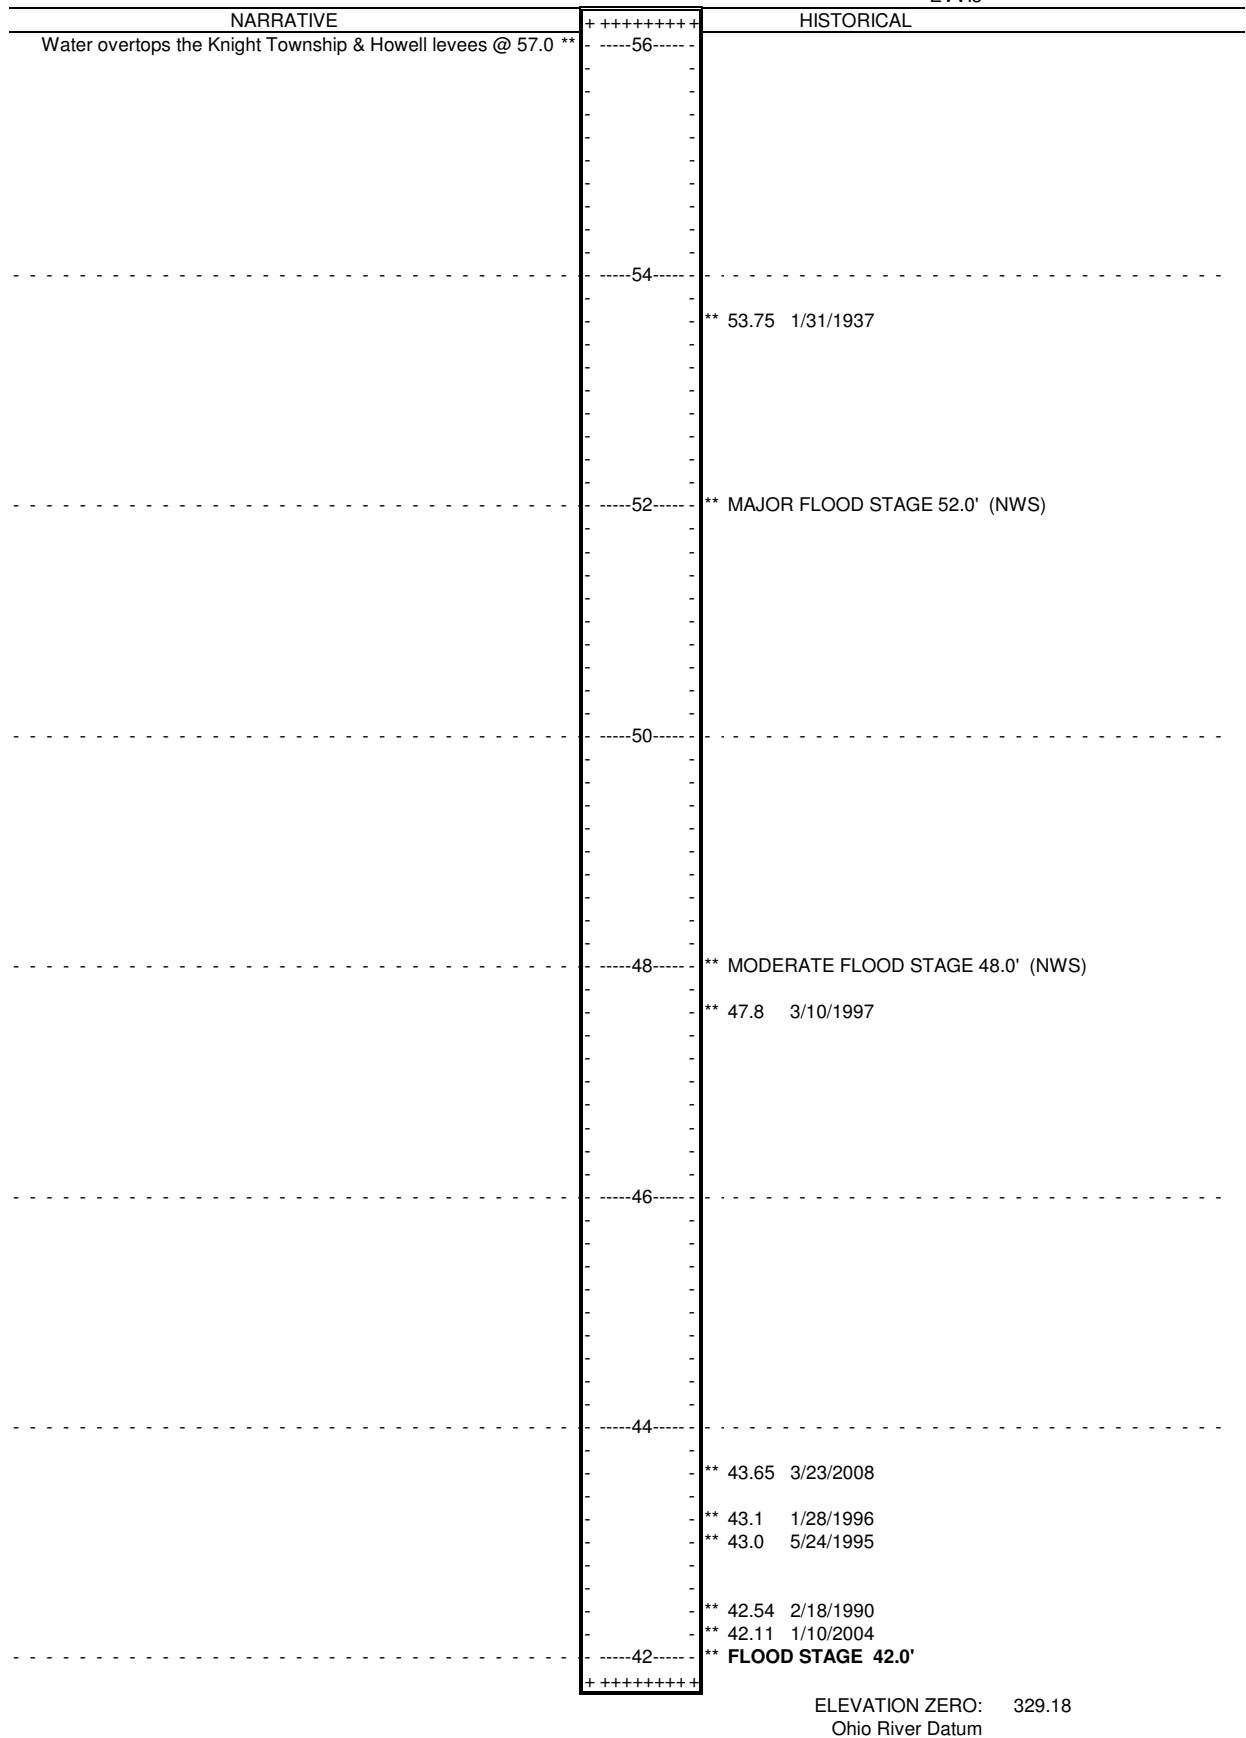 NARRATIVE + ++++++++ + HISTORICAL
Water overtops the Knight Township & Howell levees @ 57.0 ** - -----56----- -
-----54-----
** 53.75 1/31/1937
-----52----- - ** MAJOR FLOOD STAGE 52.0' (NWS)
-----50-----
-----48----- - ** MODERATE FLOOD STAGE 48.0' (NWS)
** 47.8 3/10/1997
-----46-----
-----44-----
** 43.65 3/23/2008
** 43.1 1/28/1996
** 43.0 5/24/1995
** 42.54 2/18/1990
** 42.11 1/10/2004
-----42----- - ** FLOOD STAGE 42.0'
+ ++++++++ +
ELEVATION ZERO: 329.18
Ohio River Datum